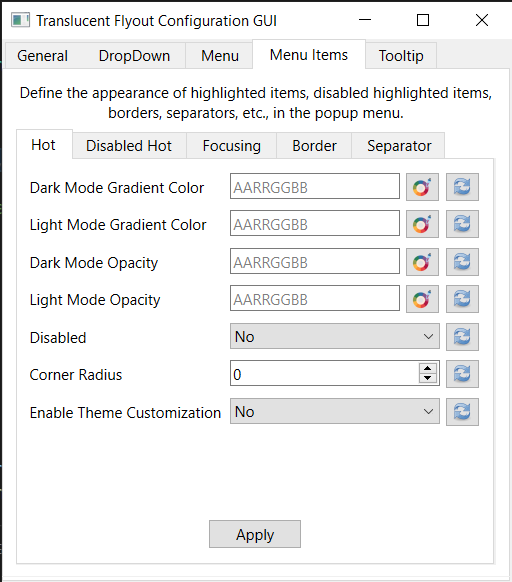 Translucent Flyout Configuration GUI
General DropDown Menu Menu Items Tooltip
Define the appearance of highlighted items, disabled highlighted items,
borders, separators, etc., in the popup menu.
Hot Disabled Hot Focusing Border Separator
Dark Mode Gradient Color AARRGGBB
Light Mode Gradient Color AARRGGBB
Dark Mode Opacity AARRGGBB
Light Mode Opacity AARRGGBB
Disabled No
Corner Radius 0
Enable Theme Customization No
Apply